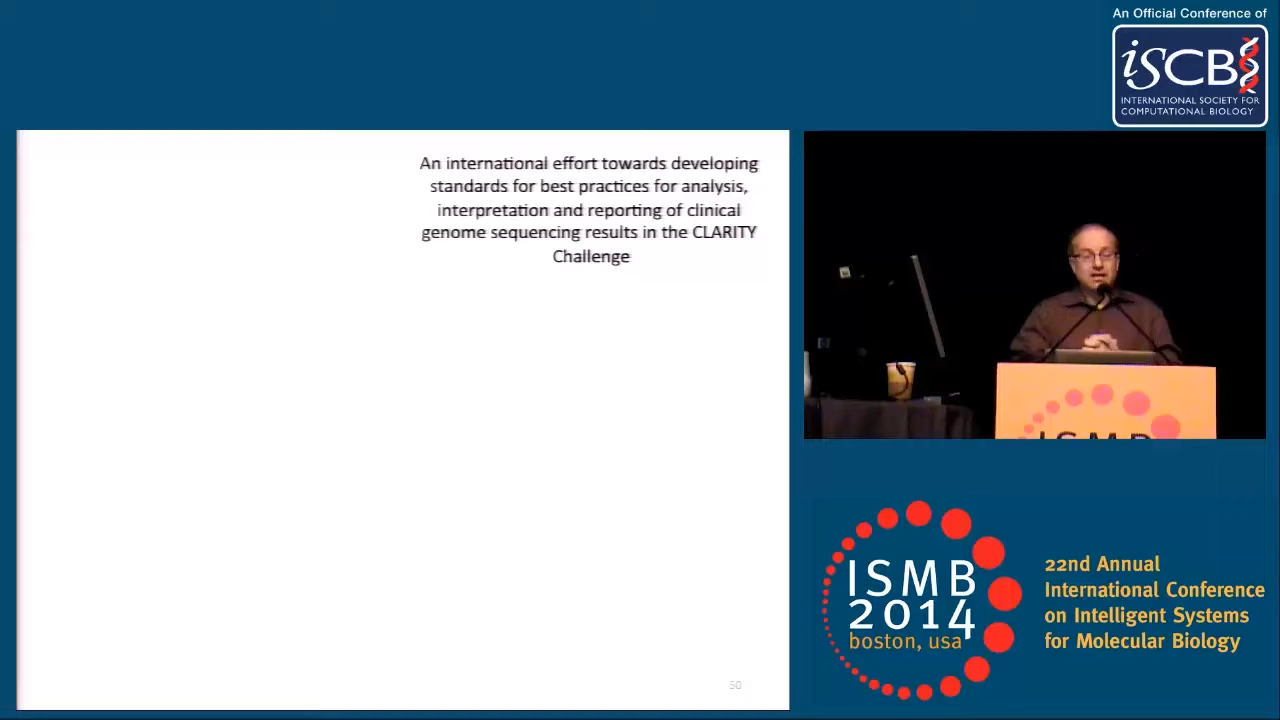 An Official Conference of
iSCB
INTERNATIONAL SOCIETY FOR
COMPUTATIONAL BIOLOGY
An international effort towards developing
standards for best practices for analysis,
interpretation and reporting of clinical
genome sequencing results in the CLARITY
Challenge
50
ISMB
ISMB
2014
boston, usa
22nd Annual
International Conference
on Intelligent Systems
for Molecular Biology